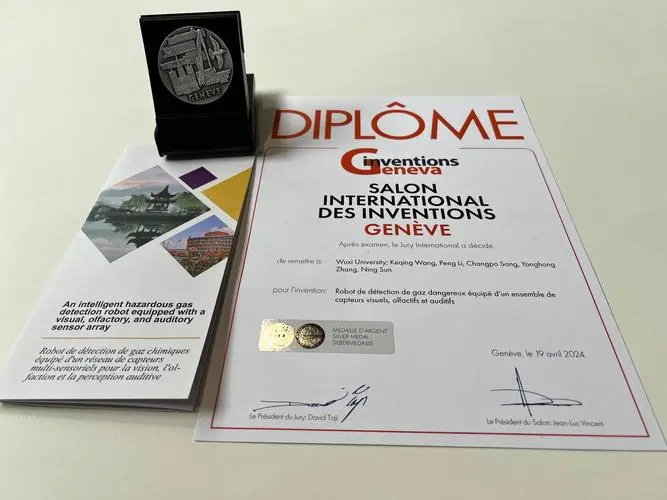 GENÈVE
DIPLÔME
inventions
Geneva
SALON
INTERNATIONAL
DES INVENTIONS
GENÈVE
Après examen, le Jury International a décidé
de remettre à: Wuxi University; Keqing Wang, Peng Li, Changpo Song, Yonghong
Zhang, Ning Sun
pour l'invention: Robot de détection de gaz dangereux équipé d'un ensemble de
capteurs visuels, olfactifs et auditifs
MÉDAILLE D'ARGENT
SILVER MEDAL
SILBERMEDAILLE
Genève, le 19 avril 2024
Le Président du Jury: David Taji
Le Président du Salon: Jean-Luc Vincent
An intelligent hazardous gas
detection robot equipped with a
visual, olfactory, and auditory
sensor array
Robot de détection de gaz chimiques
équipé d'un réseau de capteurs
multi-sensoriels pour la vision, l'ol-
faction et la perception auditive